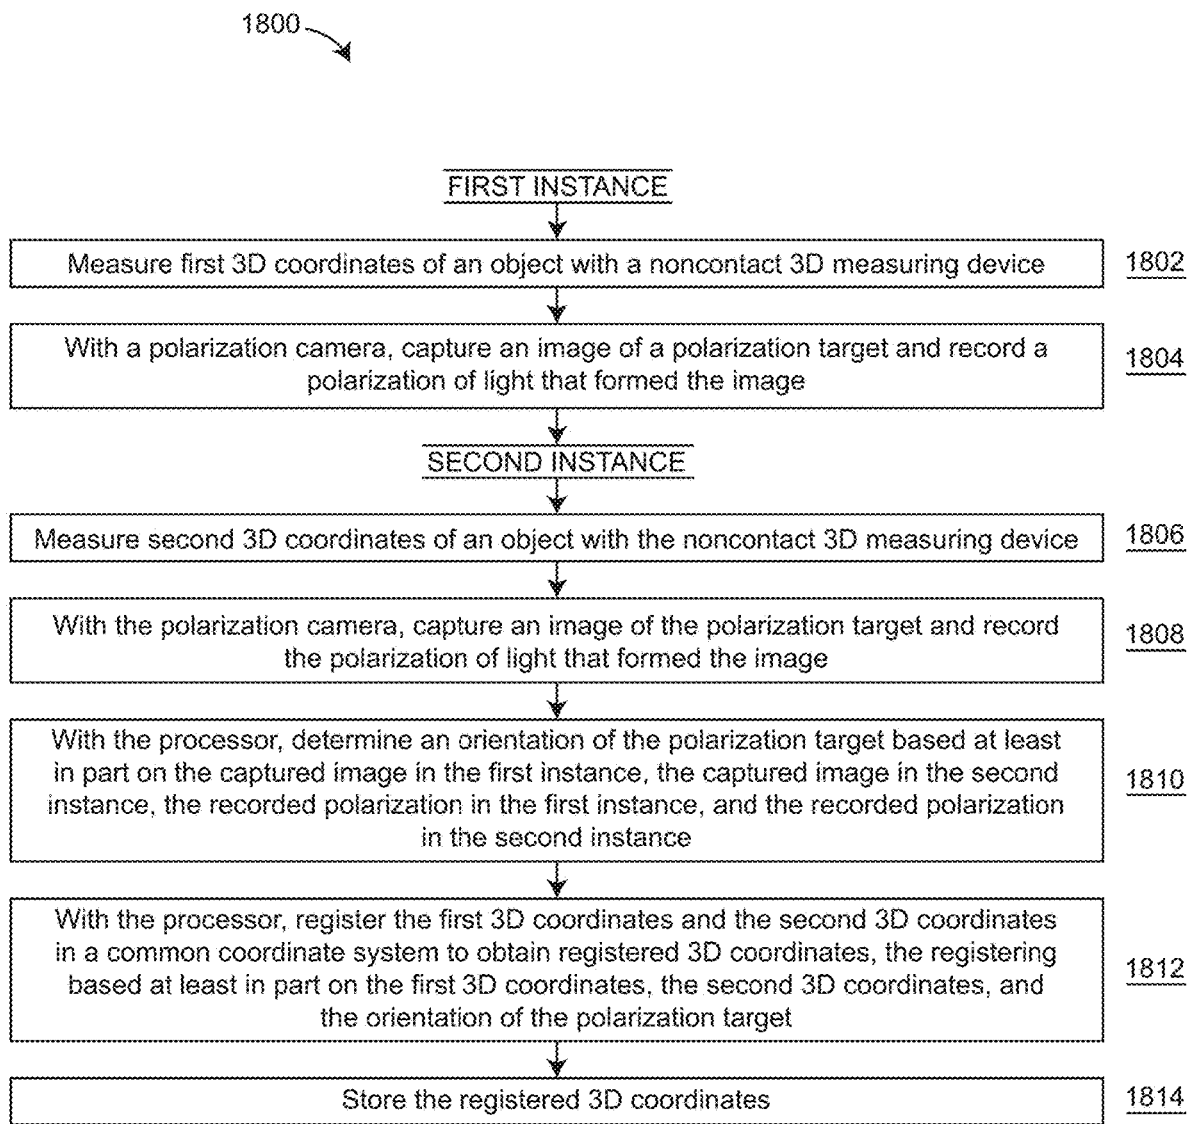 1800
FIRST INSTANCE
Measure first 3D coordinates of an object with a noncontact 3D measuring device
1802
With a polarization camera, capture an image of a polarization target and record a
polarization of light that formed the image
1804
SECOND INSTANCE
Measure second 3D coordinates of an object with the noncontact 3D measuring device
1806
With the polarization camera, capture an image of the polarization target and record
the polarization of light that formed the image
1808
With the processor, determine an orientation of the polarization target based at least
in part on the captured image in the first instance, the captured image in the second
instance, the recorded polarization in the first instance, and the recorded polarization
in the second instance
1810
With the processor, register the first 3D coordinates and the second 3D coordinates
in a common coordinate system to obtain registered 3D coordinates, the registering
based at least in part on the first 3D coordinates, the second 3D coordinates, and
the orientation of the polarization target
1812
Store the registered 3D coordinates
1814